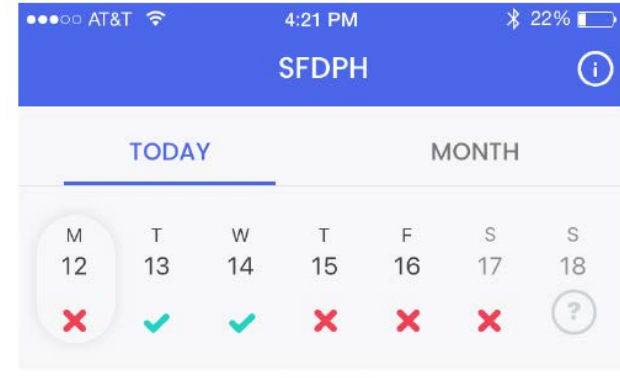 AT&T 4:21 PM 22%
SFDPH i
TODAY MONTH
M T W T F S S
12 13 14 15 16 17 18
?